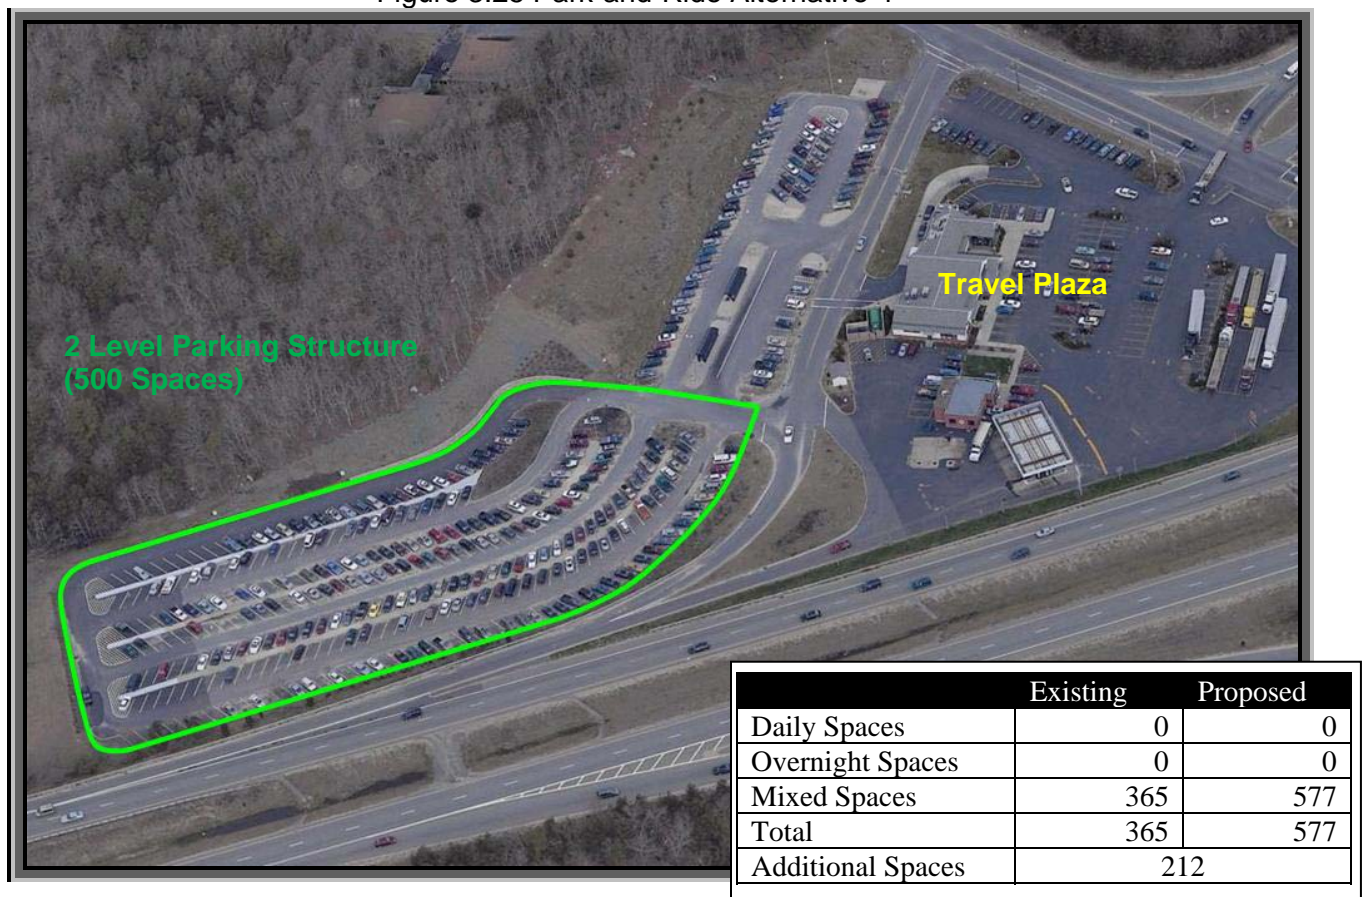 Travel Plaza
2 Level Parking Structure
(500 Spaces)
Existing Proposed
Daily Spaces 0 0
Overnight Spaces 0 0
Mixed Spaces 365 577
Total 365 577
Additional Spaces 212